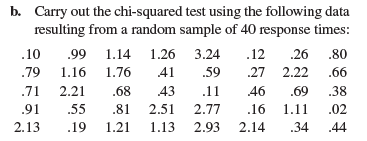 b. Carry out the chi-squared test using the following data
resulting from a random sample of 40 response times:
.10 .99 1.14 1.26 3.24 .12 .26 .80
.79 1.16 1.76 .41 .59 .27 2.22 .66
.71 2.21 .68 .43 .11 .46 .69 .38
.91 .55 .81 2.51 2.77 .16 1.11 .02
2.13 .19 1.21 1.13 2.93 2.14 .34 .44